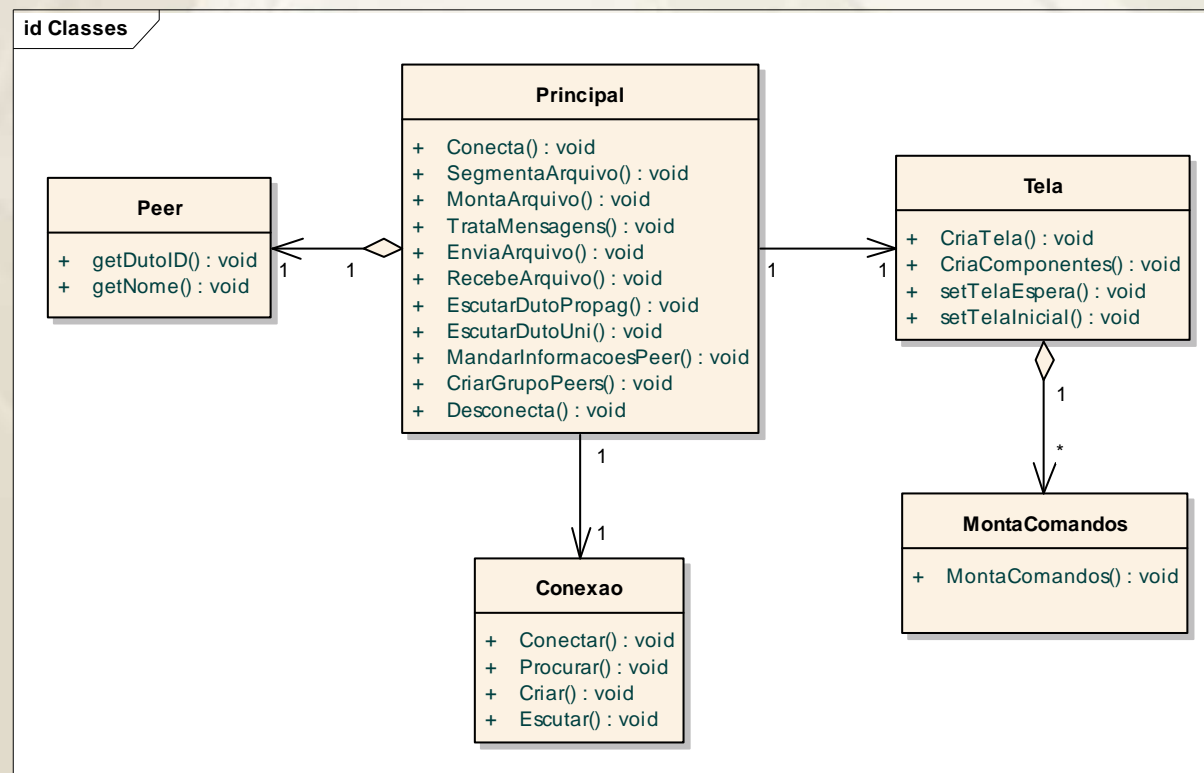 id Classes
Principal
+ Conecta() : void
+ SegmentaArquivo() : void
+ MontaArquivo() : void
+ TrataMensagens() : void
+ EnviaArquivo() : void
+ RecebeArquivo() : void
+ EscutarDutoPropag() : void
+ EscutarDutoUni() : void
+ MandarInformacoesPeer() : void
+ CriarGrupoPeers() : void
+ Desconecta() : void
Peer
+ getDutoID() : void
+ getNome() : void
1
1
Tela
+ CriaTela() : void
+ CriaComponentes() : void
+ setTelaEspera() : void
+ setTelaInicial() : void
1
1
1
*
MontaComandos
+ MontaComandos() : void
1
1
Conexao
+ Conectar() : void
+ Procurar() : void
+ Criar() : void
+ Escutar() : void